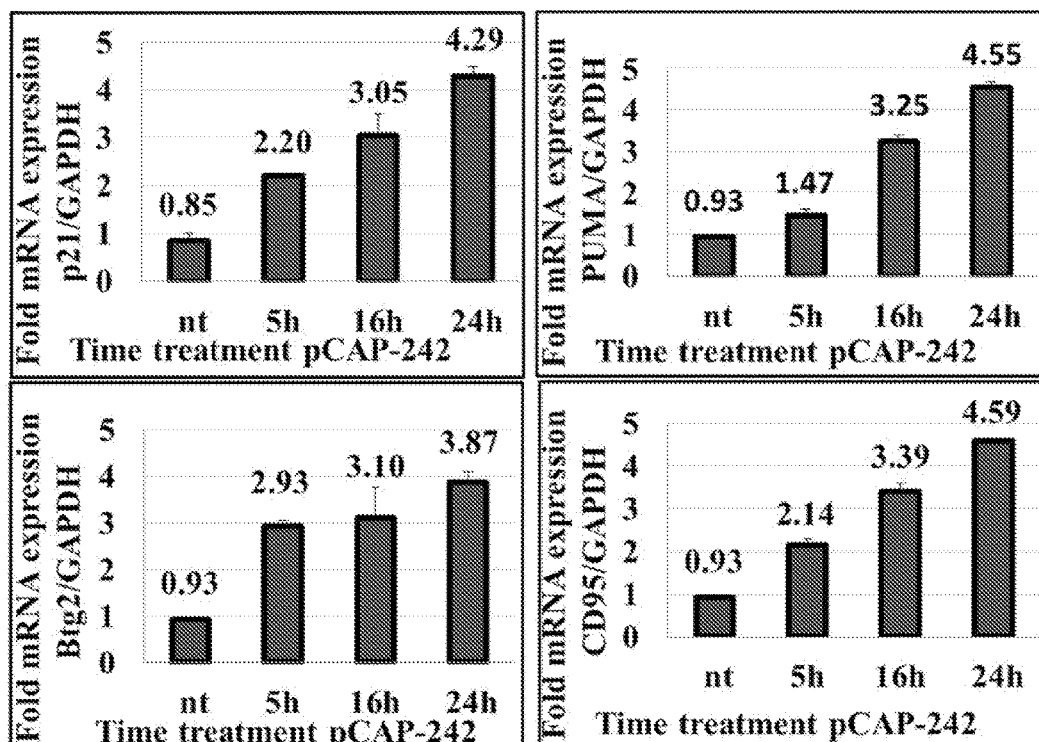 Fold mRNA expression
p21/GAPDH
5
4
3
2
1
0
0.85
2.20
3.05
4.29
nt 5h 16h 24h
Time treatment pCAP-242
Fold mRNA expression
PUMA/GAPDH
5
4
3
2
1
0
0.93
1.47
3.25
4.55
nt 5h 16h 24h
Time treatment pCAP-242
Fold mRNA expression
Btg2/GAPDH
5
4
3
2
1
0
0.93
2.93
3.10
3.87
nt 5h 16h 24h
Time treatment pCAP-242
Fold mRNA expression
CD95/GAPDH
5
4
3
2
1
0
0.93
2.14
3.39
4.59
nt 5h 16h 24h
Time treatment pCAP-242